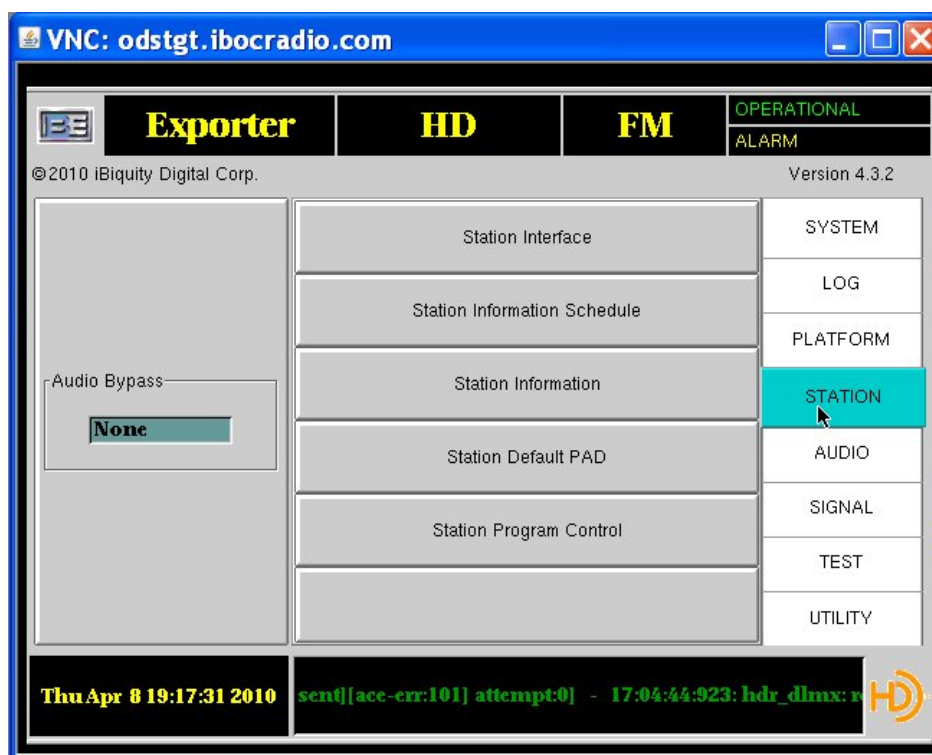 VNC: odstgt.ibocradio.com
Exporter HD FM OPERATIONAL
ALARM
©2010 iBiquity Digital Corp. Version 4.3.2
Station Interface
Station Information Schedule
Station Information
Station Default PAD
Station Program Control
Audio Bypass
None
SYSTEM
LOG
PLATFORM
STATION
AUDIO
SIGNAL
TEST
UTILITY
Thu Apr 8 19:17:31 2010
sent][ace-err:101] attempt:0] - 17:04:44:923: hdr_dlmx:
HD